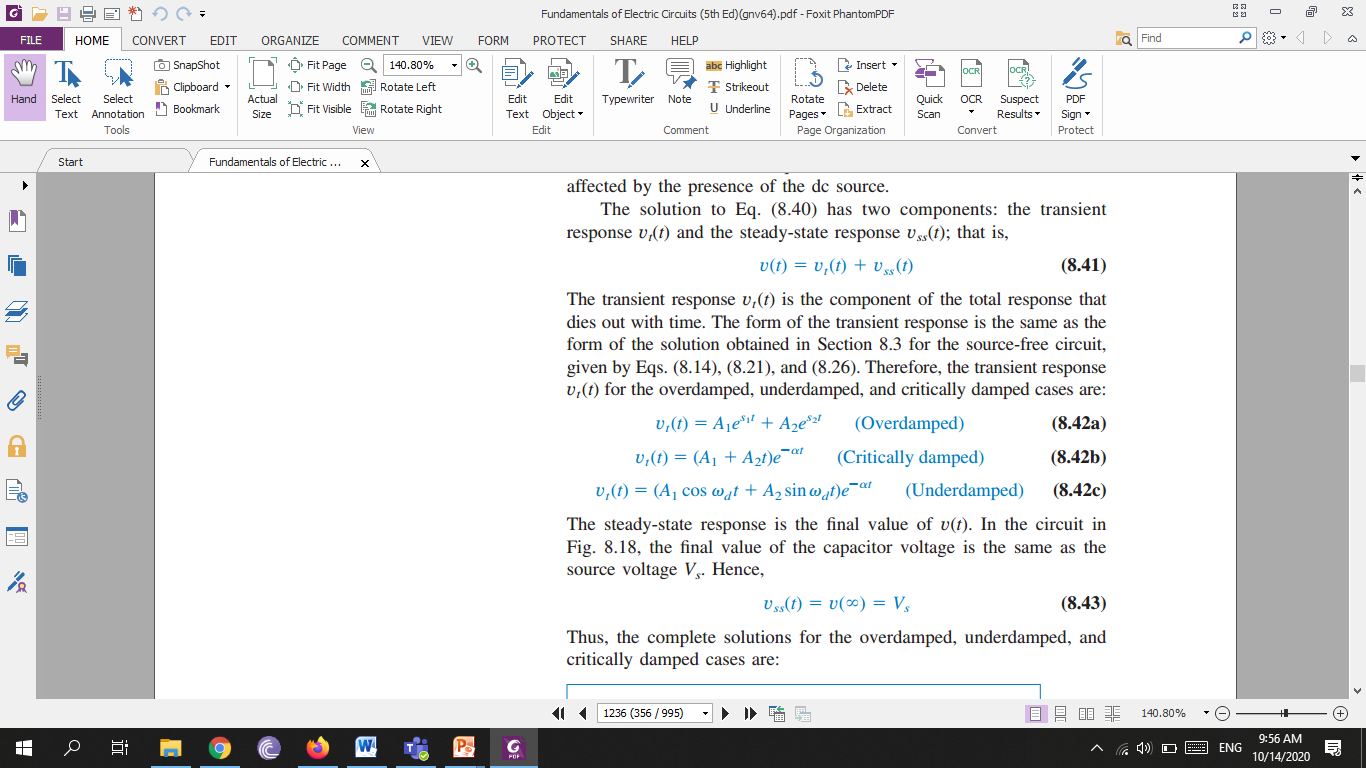 Fundamentals of Electric Circuits (5th Ed)(gnv64).pdf - Foxit PhantomPDF
FILE HOME CONVERT EDIT ORGANIZE COMMENT VIEW FORM PROTECT SHARE HELP Find
Hand
Select Text
Select Annotation
SnapShot
Clipboard
Bookmark
Tools
Actual Size
Fit Page
Fit Width
Fit Visible
140.80%
Rotate Left
Rotate Right
View
Edit Text
Edit Object
Edit
Typewriter
Note
abc Highlight
Strikeout
U Underline
Comment
Rotate Pages
Insert
Delete
Extract
Page Organization
Quick Scan
OCR
OCR
OCR
Suspect Results
Convert
PDF Sign
Protect
Start
Fundamentals of Electric ... x
affected by the presence of the dc source.
The solution to Eq. (8.40) has two components: the transient
response v_t(t) and the steady-state response v_ss(t); that is,
v(t) = v_t(t) + v_ss(t) (8.41)
The transient response v_t(t) is the component of the total response that
dies out with time. The form of the transient response is the same as the
form of the solution obtained in Section 8.3 for the source-free circuit,
given by Eqs. (8.14), (8.21), and (8.26). Therefore, the transient response
v_t(t) for the overdamped, underdamped, and critically damped cases are:
v_t(t) = A₁e^{s₁t} + A₂e^{s₂t} (Overdamped) (8.42a)
v_t(t) = (A₁ + A₂t)e^{−αt} (Critically damped) (8.42b)
v_t(t) = (A₁ cos ω_d t + A₂ sin ω_d t)e^{−αt} (Underdamped) (8.42c)
The steady-state response is the final value of v(t). In the circuit in
Fig. 8.18, the final value of the capacitor voltage is the same as the
source voltage V_s. Hence,
v_ss(t) = v(∞) = V_s (8.43)
Thus, the complete solutions for the overdamped, underdamped, and
critically damped cases are:
1236 (356 / 995)
140.80%
ENG
9:56 AM
10/14/2020